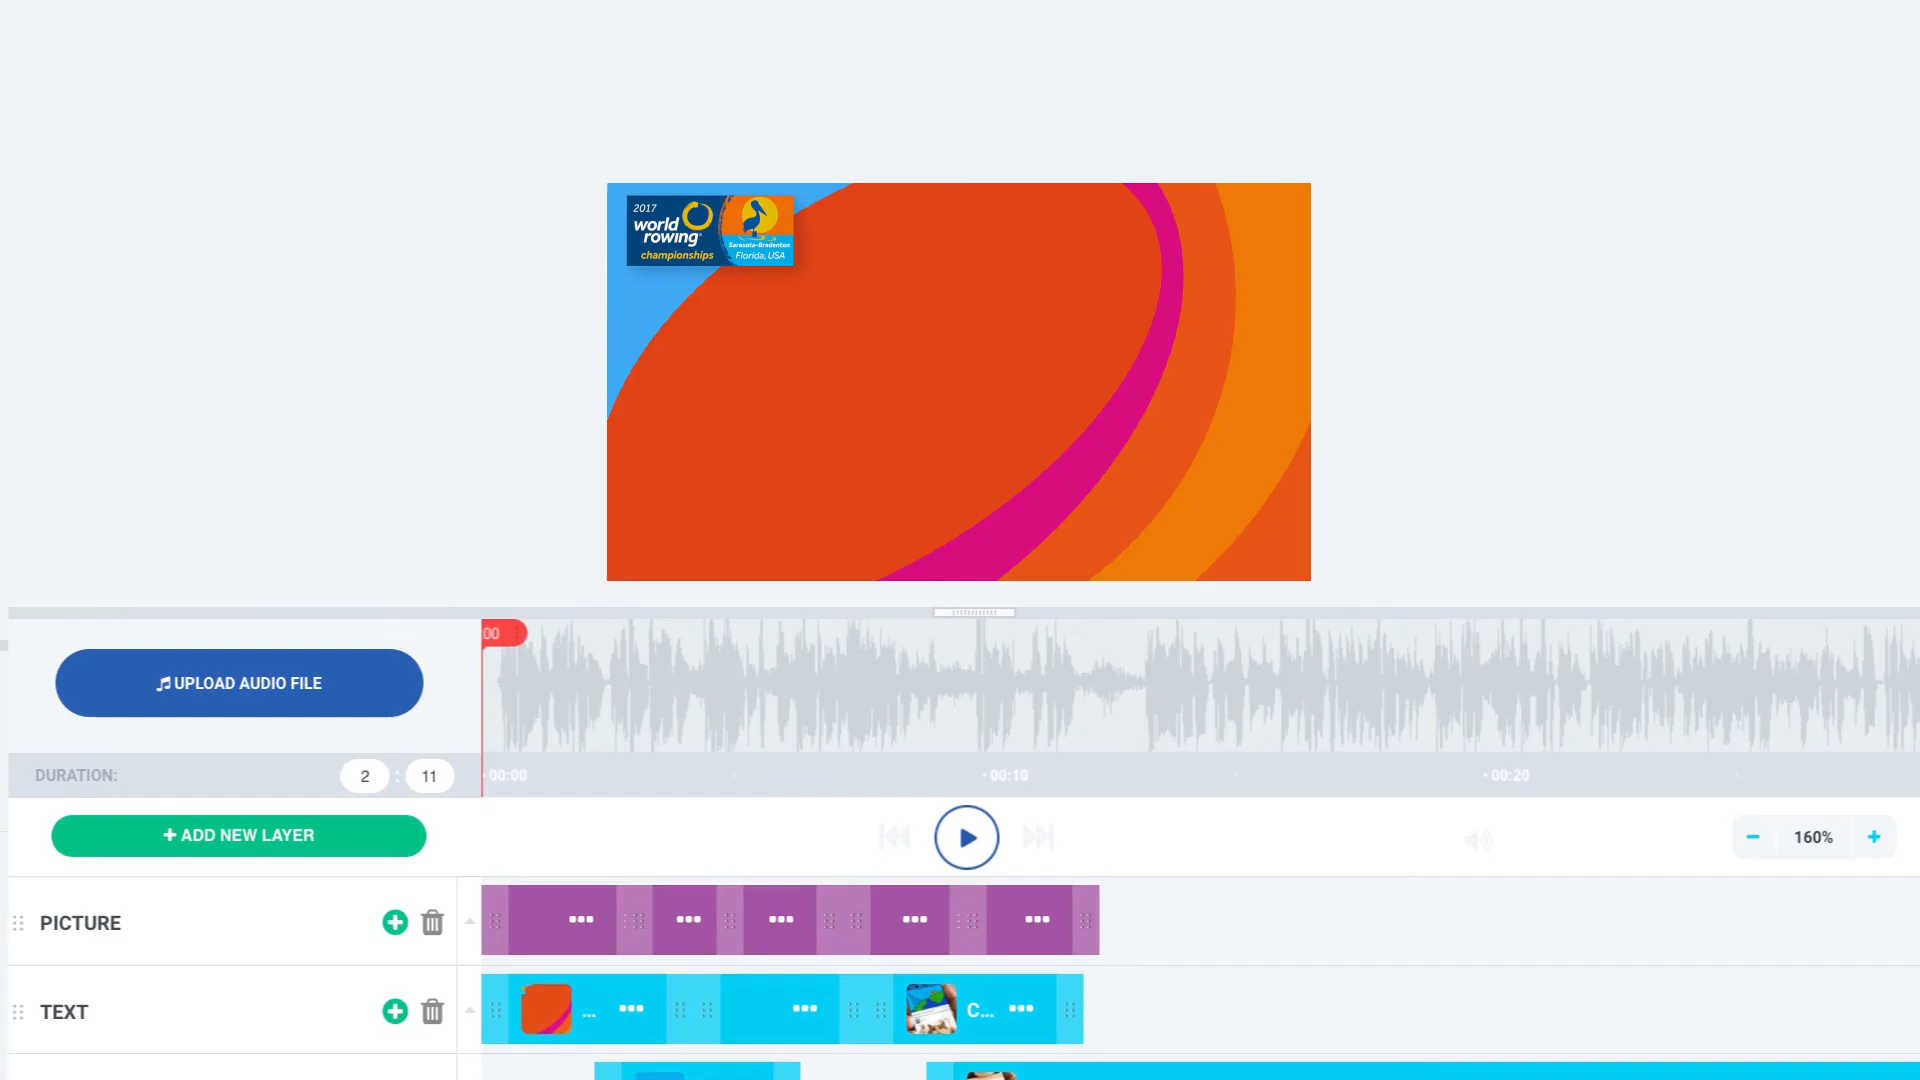 2017
world
rowing
championships
Sarasota-Bradenton
Florida, USA
:00
UPLOAD AUDIO FILE
DURATION:
2 : 11
00:00
00:10
00:20
+ ADD NEW LAYER
160%
PICTURE
TEXT
...
C...